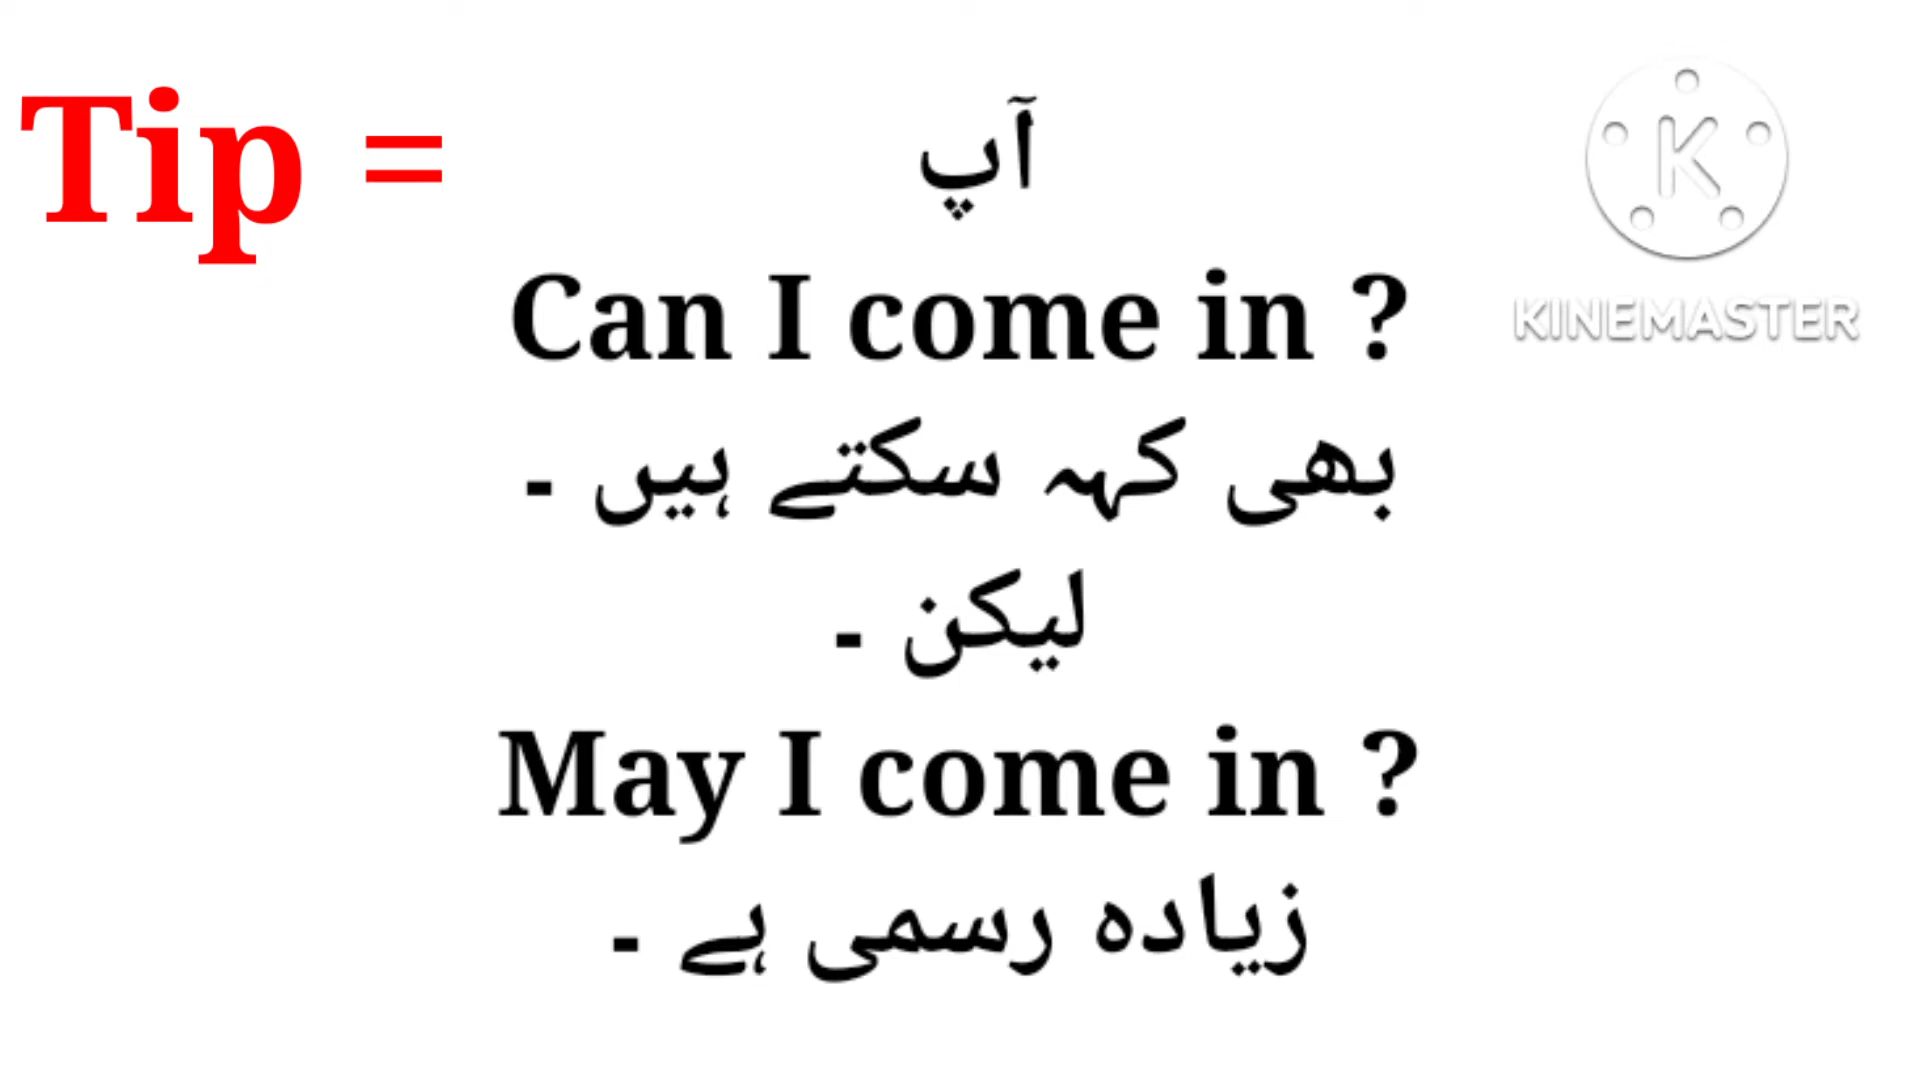 Tip =
آپ
Can I come in ?
بھی کہہ سکتے ہیں ۔
لیکن ۔
May I come in ?
زیادہ رسمی ہے ۔
K
KINEMASTER